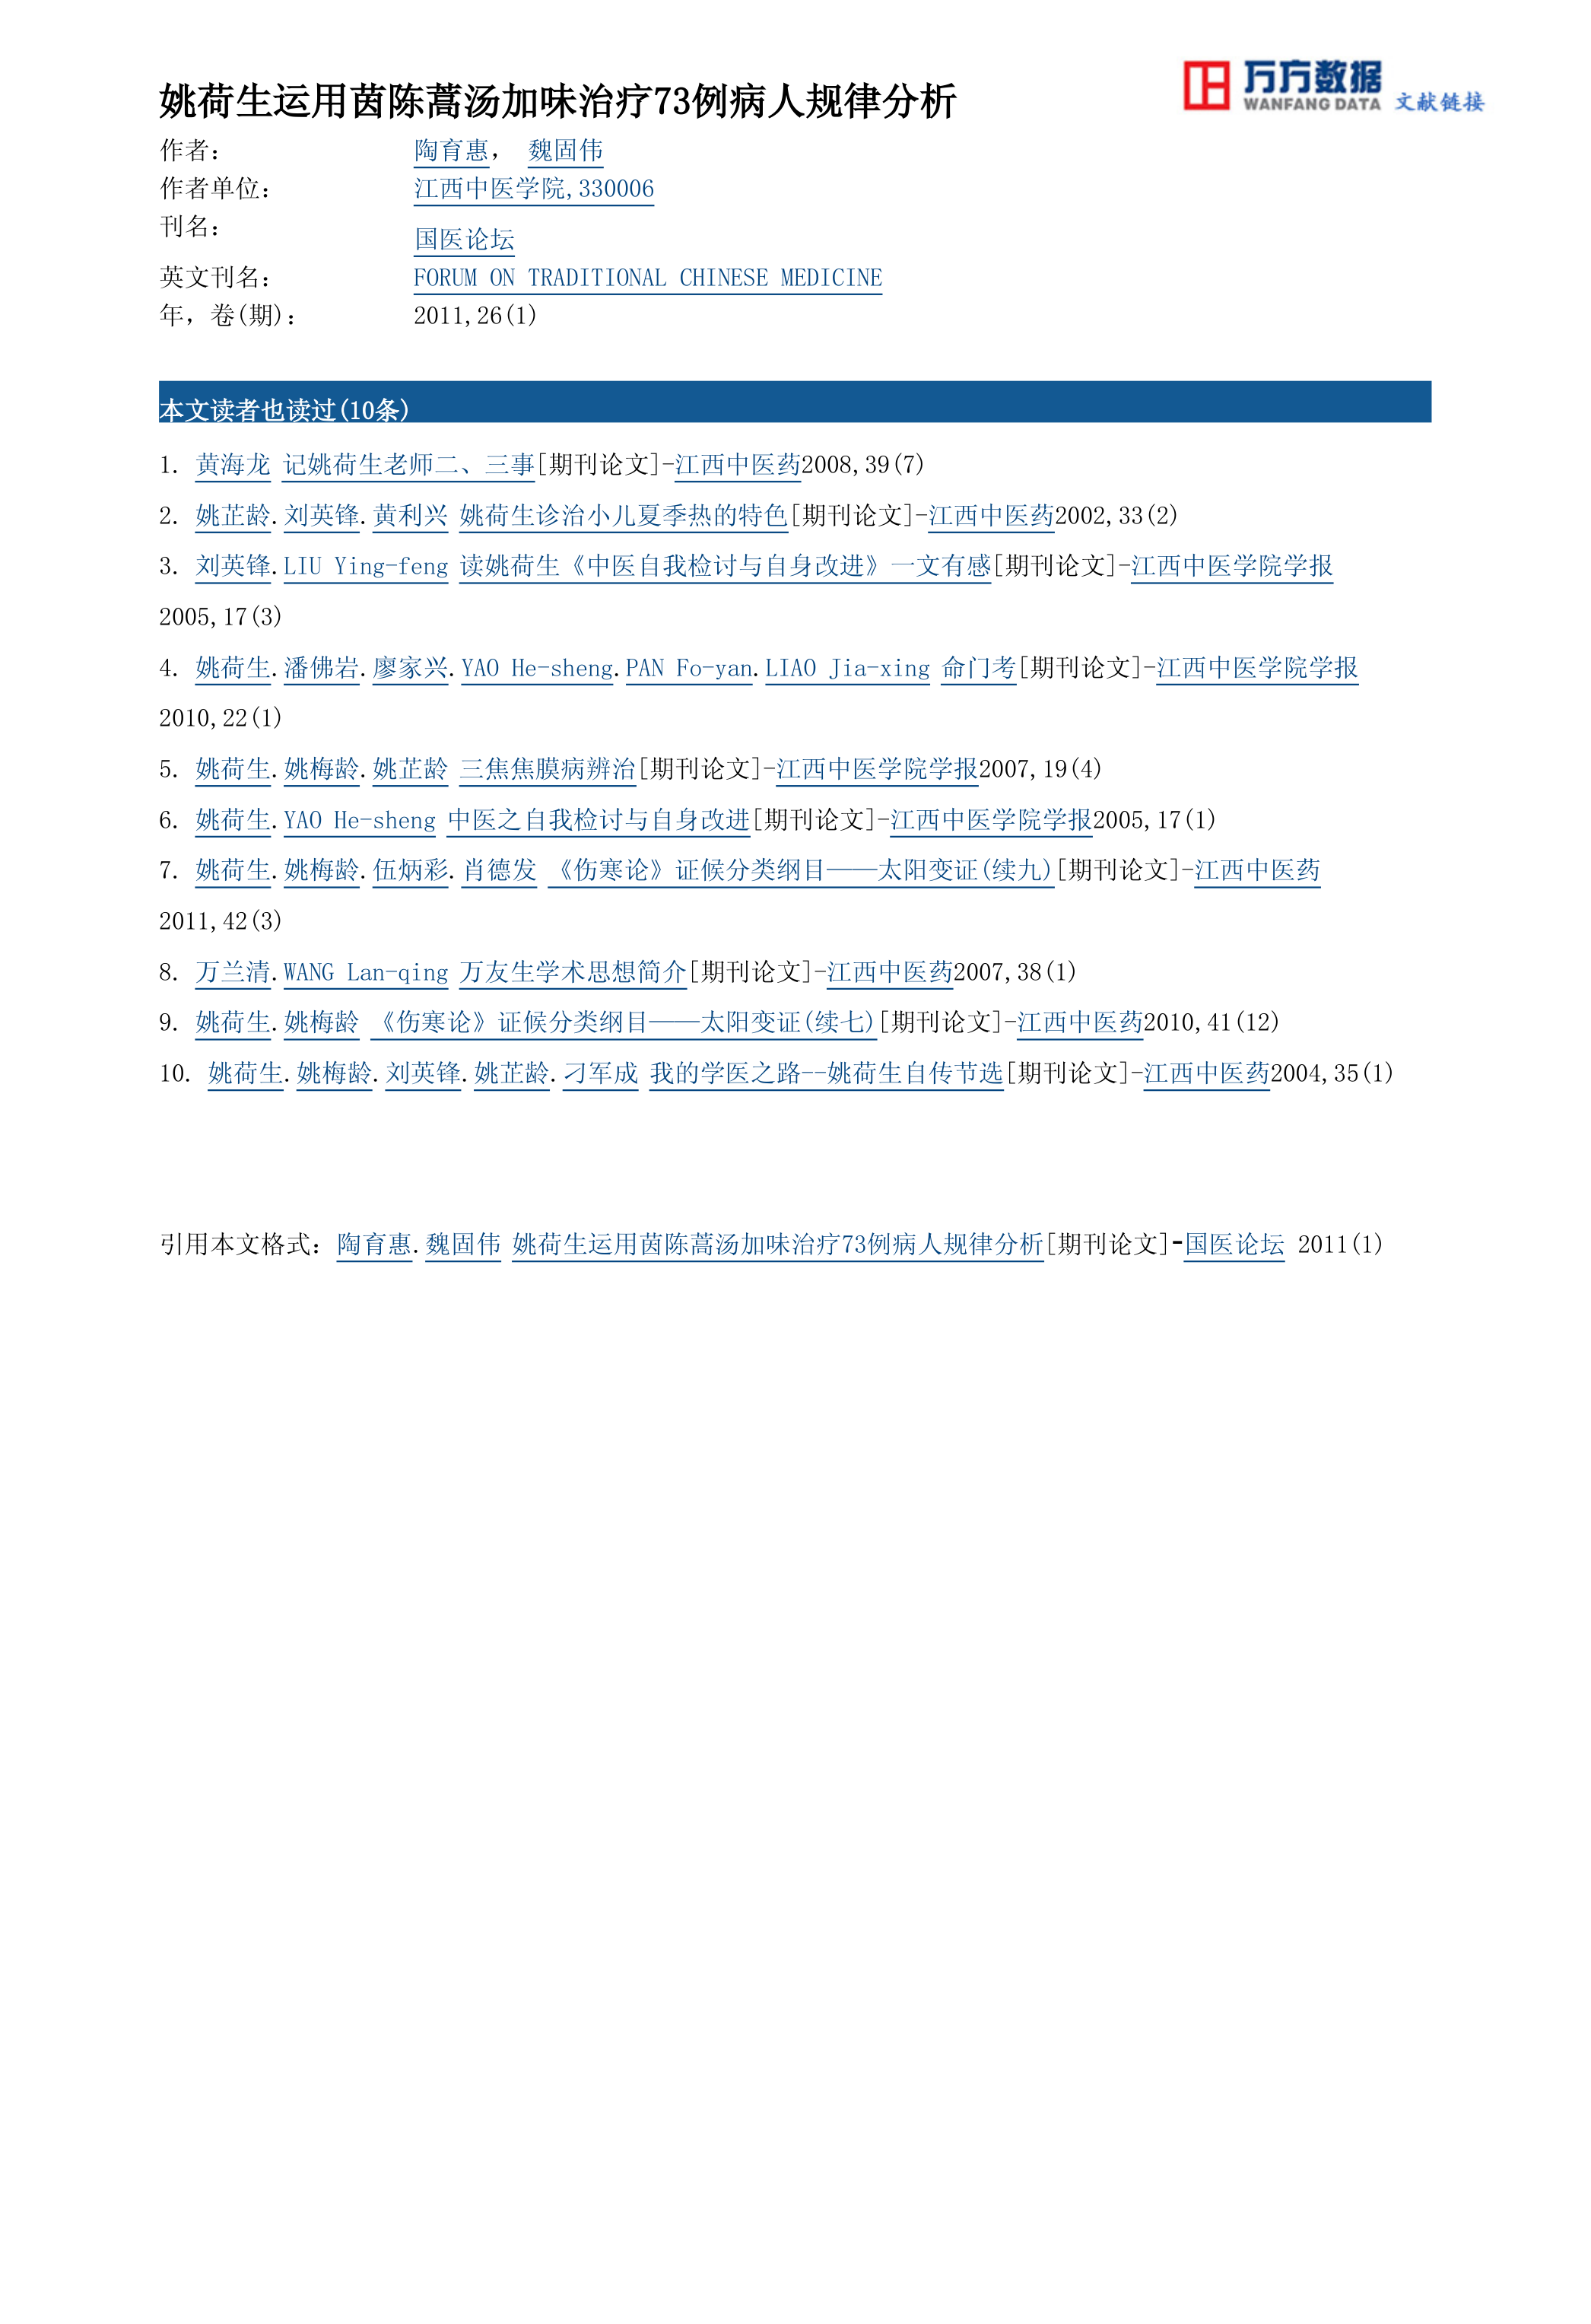 姚荷生运用茵陈蒿汤加味治疗73例病人规律分析
万方数据
WANFANG DATA 文献链接
作者： 陶育惠， 魏固伟
作者单位： 江西中医学院,330006
刊名： 国医论坛
英文刊名： FORUM ON TRADITIONAL CHINESE MEDICINE
年，卷(期)： 2011,26(1)
本文读者也读过(10条)
1. 黄海龙 记姚荷生老师二、三事[期刊论文]-江西中医药2008,39(7)
2. 姚芷龄.刘英锋.黄利兴 姚荷生诊治小儿夏季热的特色[期刊论文]-江西中医药2002,33(2)
3. 刘英锋.LIU Ying-feng 读姚荷生《中医自我检讨与自身改进》一文有感[期刊论文]-江西中医学院学报
2005,17(3)
4. 姚荷生.潘佛岩.廖家兴.YAO He-sheng.PAN Fo-yan.LIAO Jia-xing 命门考[期刊论文]-江西中医学院学报
2010,22(1)
5. 姚荷生.姚梅龄.姚芷龄 三焦焦膜病辨治[期刊论文]-江西中医学院学报2007,19(4)
6. 姚荷生.YAO He-sheng 中医之自我检讨与自身改进[期刊论文]-江西中医学院学报2005,17(1)
7. 姚荷生.姚梅龄.伍炳彩.肖德发 《伤寒论》证候分类纲目——太阳变证(续九)[期刊论文]-江西中医药
2011,42(3)
8. 万兰清.WANG Lan-qing 万友生学术思想简介[期刊论文]-江西中医药2007,38(1)
9. 姚荷生.姚梅龄 《伤寒论》证候分类纲目——太阳变证(续七)[期刊论文]-江西中医药2010,41(12)
10. 姚荷生.姚梅龄.刘英锋.姚芷龄.刁军成 我的学医之路--姚荷生自传节选[期刊论文]-江西中医药2004,35(1)
引用本文格式：陶育惠.魏固伟 姚荷生运用茵陈蒿汤加味治疗73例病人规律分析[期刊论文]-国医论坛 2011(1)